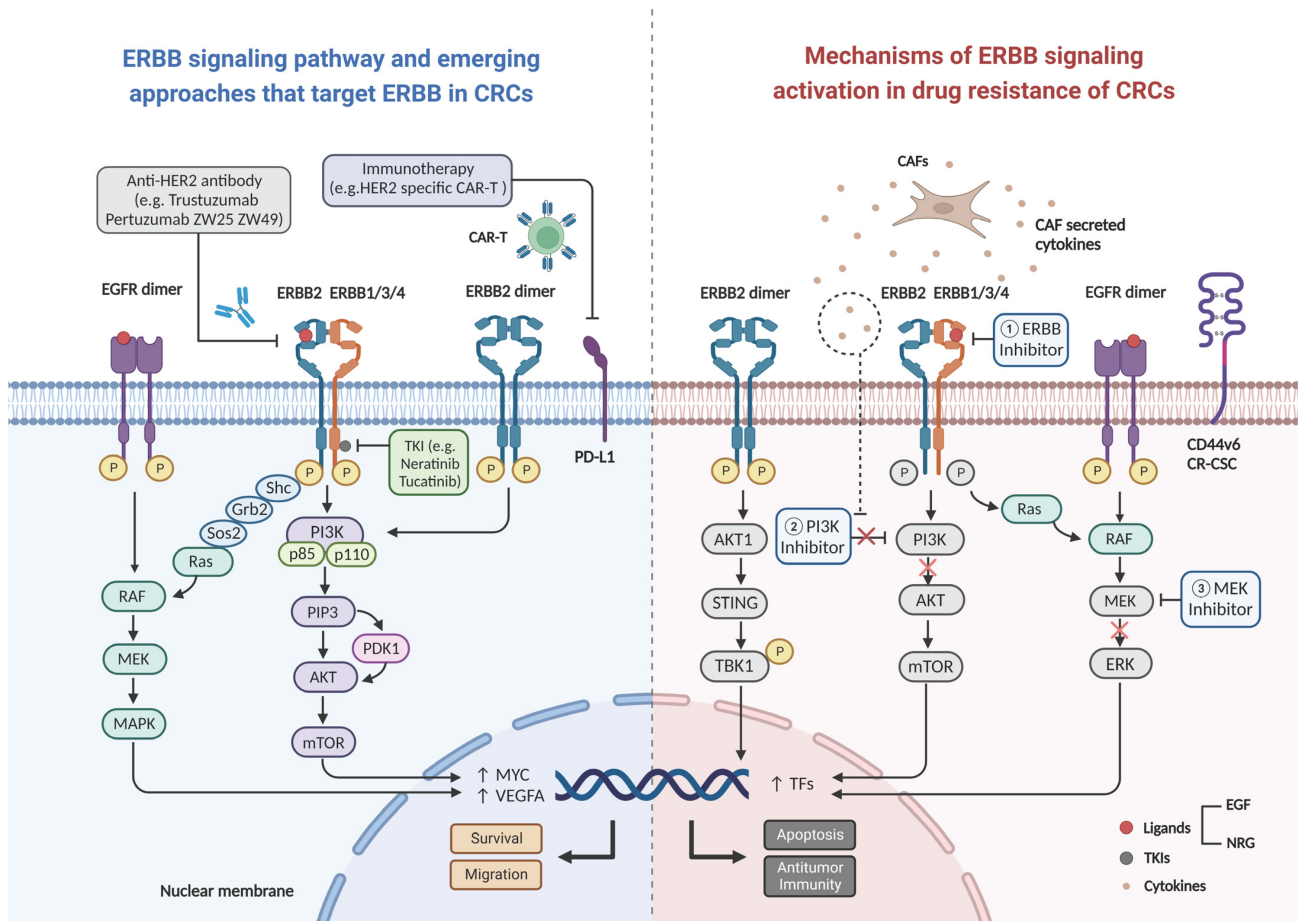 ERBB signaling pathway and emerging
approaches that target ERBB in CRCs
Anti-HER2 antibody
(e.g. Trustuzumab
Pertuzumab ZW25 ZW49)
Immunotherapy
(e.g.HER2 specific CAR-T )
CAR-T
EGFR dimer
ERBB2 ERBB1/3/4
ERBB2 dimer
PD-L1
TKI (e.g.
Neratinib
Tucatinib)
P
P
P
P
P
P
Shc
Grb2
Sos2
Ras
PI3K
p85
p110
RAF
PIP3
PDK1
MEK
AKT
MAPK
mTOR
↑ MYC
↑ VEGFA
Survival
Migration
Nuclear membrane
Mechanisms of ERBB signaling
activation in drug resistance of CRCs
CAFs
CAF secreted
cytokines
ERBB2 dimer
ERBB2 ERBB1/3/4
EGFR dimer
① ERBB
Inhibitor
S-S
S-S
S-S
CD44v6
CR-CSC
P
P
P
P
P
P
Ras
AKT1
② PI3K
Inhibitor
PI3K
RAF
STING
AKT
MEK
③ MEK
Inhibitor
TBK1
P
mTOR
ERK
↑ TFs
Apoptosis
Antitumor
Immunity
Ligands
EGF
NRG
TKIs
Cytokines